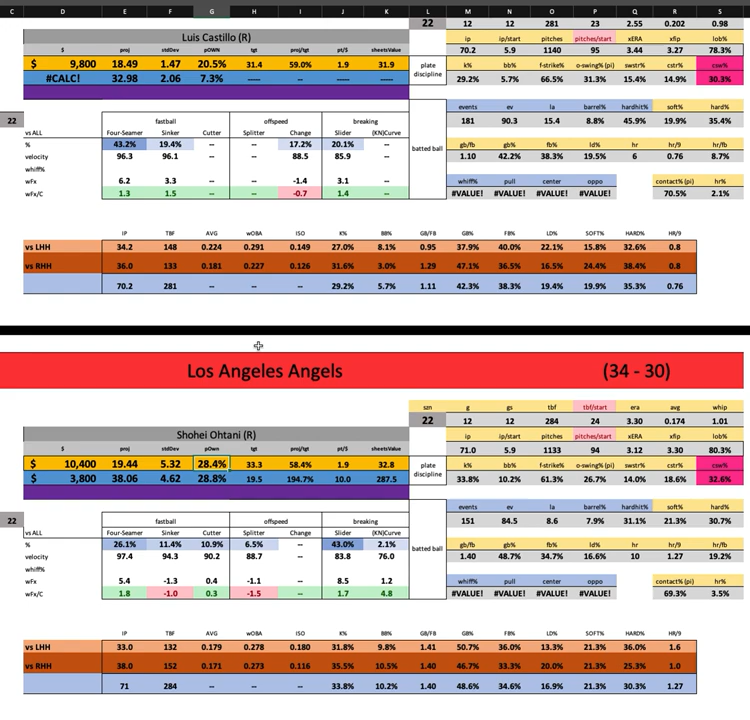 C D E F G H I J K L M N O P Q R S
22 12 12 281 23 2.55 0.202 0.98
Luis Castillo (R) ip ip/start pitches pitches/start xERA xfip lob%
70.2 5.9 1140 95 3.44 3.27 78.3%
$ proj stdDev pOWN tgt proj/tgt pt/$ sheetsValue
$ 9,800 18.49 1.47 20.5% 31.4 59.0% 1.9 31.9 plate discipline k% bb% f-strike% o-swing% (pi) swstr% cstr% csw%
#CALC! 32.98 2.06 7.3% ---- ---- -- ---- 29.2% 5.7% 66.5% 31.3% 15.4% 14.9% 30.3%
events ev la barrel% hardhit% soft% hard%
22 fastball offspeed breaking 181 90.3 15.4 8.8% 45.9% 19.9% 35.4%
vs ALL Four-Seamer Sinker Cutter Splitter Change Slider (KN)Curve
% 43.2% 19.4% -- -- 17.2% 20.1% -- batted ball gb/fb gb% fb% ld% hr hr/9 hr/fb
velocity 96.3 96.1 -- -- 88.5 85.9 -- 1.10 42.2% 38.3% 19.5% 6 0.76 8.7%
whiff%
wFx 6.2 3.3 -- -- -1.4 3.1 -- whiff% pull center oppo contact% (pi) hr%
wFx/C 1.3 1.5 -- -- -0.7 1.4 -- #VALUE! #VALUE! #VALUE! #VALUE! 70.5% 2.1%
IP TBF AVG wOBA ISO K% BB% GB/FB GB% FB% LD% SOFT% HARD% HR/9
vs LHH 34.2 148 0.224 0.291 0.149 27.0% 8.1% 0.95 37.9% 40.0% 22.1% 15.8% 32.6% 0.8
vs RHH 36.0 133 0.181 0.227 0.126 31.6% 3.0% 1.29 47.1% 36.5% 16.5% 24.4% 38.4% 0.8
70.2 281 -- -- -- 29.2% 5.7% 1.11 42.3% 38.3% 19.4% 19.9% 35.3% 0.76
Los Angeles Angels (34 - 30)
szn g gs tbf tbf/start era avg whip
22 12 12 284 24 3.30 0.174 1.01
Shohei Ohtani (R) ip ip/start pitches pitches/start xERA xfip lob%
$ proj stdDev pOwn tgt proj/tgt pt/$ sheetsValue 71.0 5.9 1133 94 3.12 3.30 80.3%
$ 10,400 19.44 5.32 28.4% 33.3 58.4% 1.9 32.8 plate discipline k% bb% f-strike% o-swing% (pi) swstr% cstr% csw%
$ 3,800 38.06 4.62 28.8% 19.5 194.7% 10.0 287.5 33.8% 10.2% 61.3% 26.7% 14.0% 18.6% 32.6%
events ev la barrel% hardhit% soft% hard%
22 fastball offspeed breaking 151 84.5 8.6 7.9% 31.1% 21.3% 30.7%
vs ALL Four-Seamer Sinker Cutter Splitter Change Slider (KN)Curve
% 26.1% 11.4% 10.9% 6.5% -- 43.0% 2.1% batted ball gb/fb gb% fb% ld% hr hr/9 hr/fb
velocity 97.4 94.3 90.2 88.7 -- 83.8 76.0 1.40 48.7% 34.7% 16.6% 10 1.27 19.2%
whiff%
wFx 5.4 -1.3 0.4 -1.1 -- 8.5 1.2 whiff% pull center oppo contact% (pi) hr%
wFx/C 1.8 -1.0 0.3 -1.5 -- 1.7 4.8 #VALUE! #VALUE! #VALUE! #VALUE! 69.3% 3.5%
IP TBF AVG wOBA ISO K% BB% GB/FB GB% FB% LD% SOFT% HARD% HR/9
vs LHH 33.0 132 0.179 0.278 0.180 31.8% 9.8% 1.41 50.7% 36.0% 13.3% 21.3% 36.0% 1.6
vs RHH 38.0 152 0.171 0.273 0.116 35.5% 10.5% 1.40 46.7% 33.3% 20.0% 21.3% 25.3% 1.0
71 284 -- -- -- 33.8% 10.2% 1.40 48.6% 34.6% 16.9% 21.3% 30.3% 1.27